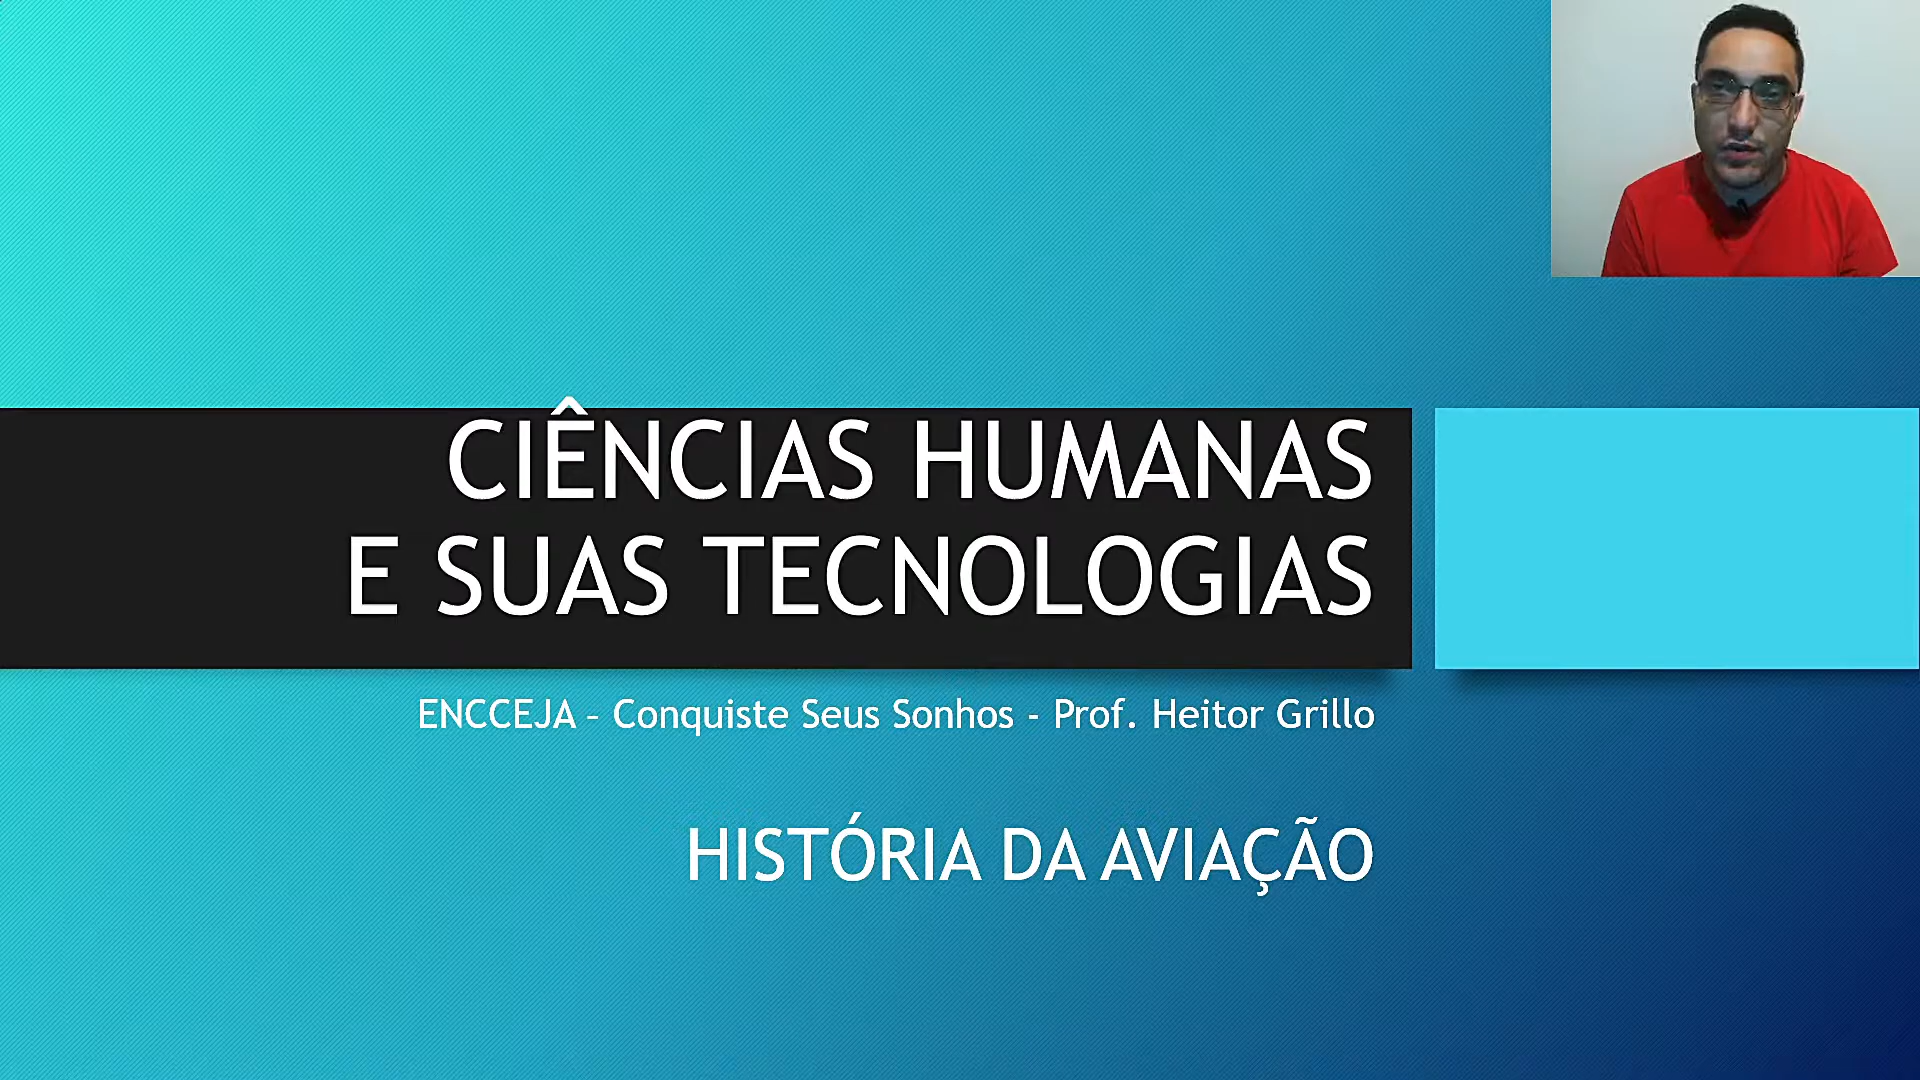 CIÊNCIAS HUMANAS
E SUAS TECNOLOGIAS
ENCCEJA – Conquiste Seus Sonhos - Prof. Heitor Grillo
HISTÓRIA DA AVIAÇÃO